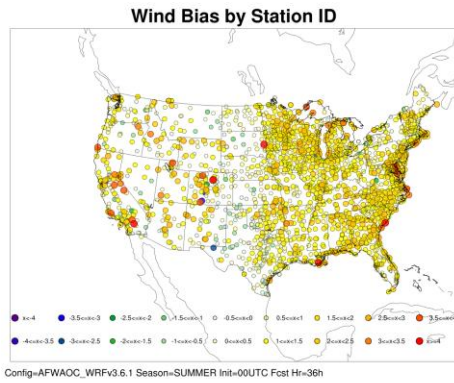 Wind Bias by Station ID
x<-4 -3.5<=x<-3 -2.5<=x<-2 -1.5<=x<-1 -0.5<=x<0 0.5<=x<1 1.5<=x<2 2.5<=x<3 3.5<=x<4
-4<=x<-3.5 -3<=x<-2.5 -2<=x<-1.5 -1<=x<-0.5 0<=x<0.5 1<=x<1.5 2<=x<2.5 3<=x<3.5 x>=4
Config=AFWAOC_WRFv3.6.1 Season=SUMMER Init=00UTC Fcst Hr=36h